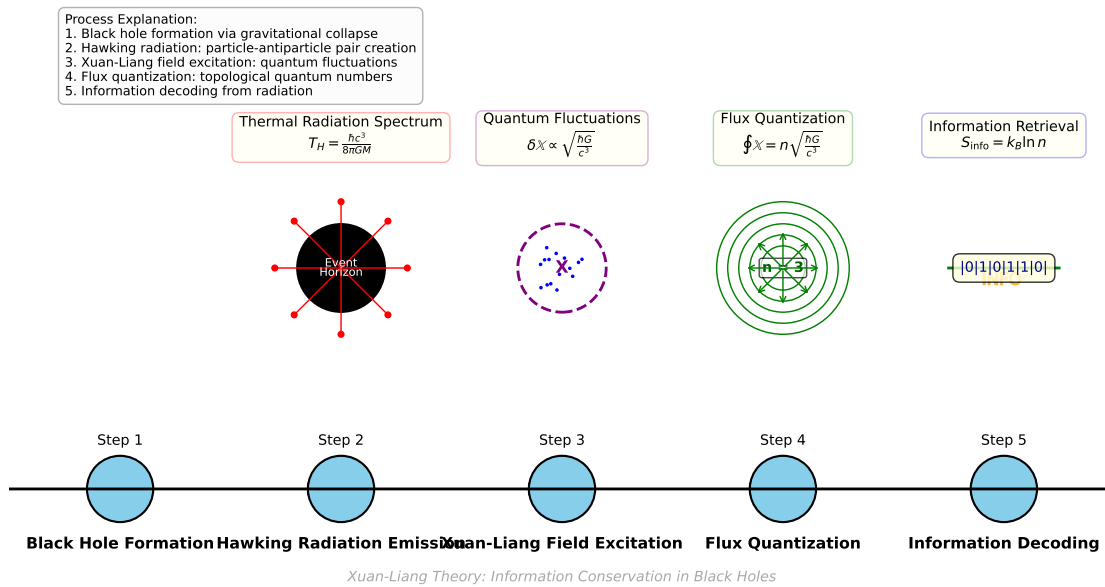 Process Explanation:
1. Black hole formation via gravitational collapse
2. Hawking radiation: particle-antiparticle pair creation
3. Xuan-Liang field excitation: quantum fluctuations
4. Flux quantization: topological quantum numbers
5. Information decoding from radiation
Thermal Radiation Spectrum
T_H = ħc³/8πGM
Quantum Fluctuations
δ𝕏 ∝ √(ħG/c³)
Flux Quantization
∮𝕏 = n√(ħG/c³)
Information Retrieval
S_info = k_B ln n
Event
Horizon
X
n = 3
|0|1|0|1|1|0|
INFO
Step 1
Step 2
Step 3
Step 4
Step 5
Black Hole Formation
Hawking Radiation Emission
Xuan-Liang Field Excitation
Flux Quantization
Information Decoding
Xuan-Liang Theory: Information Conservation in Black Holes